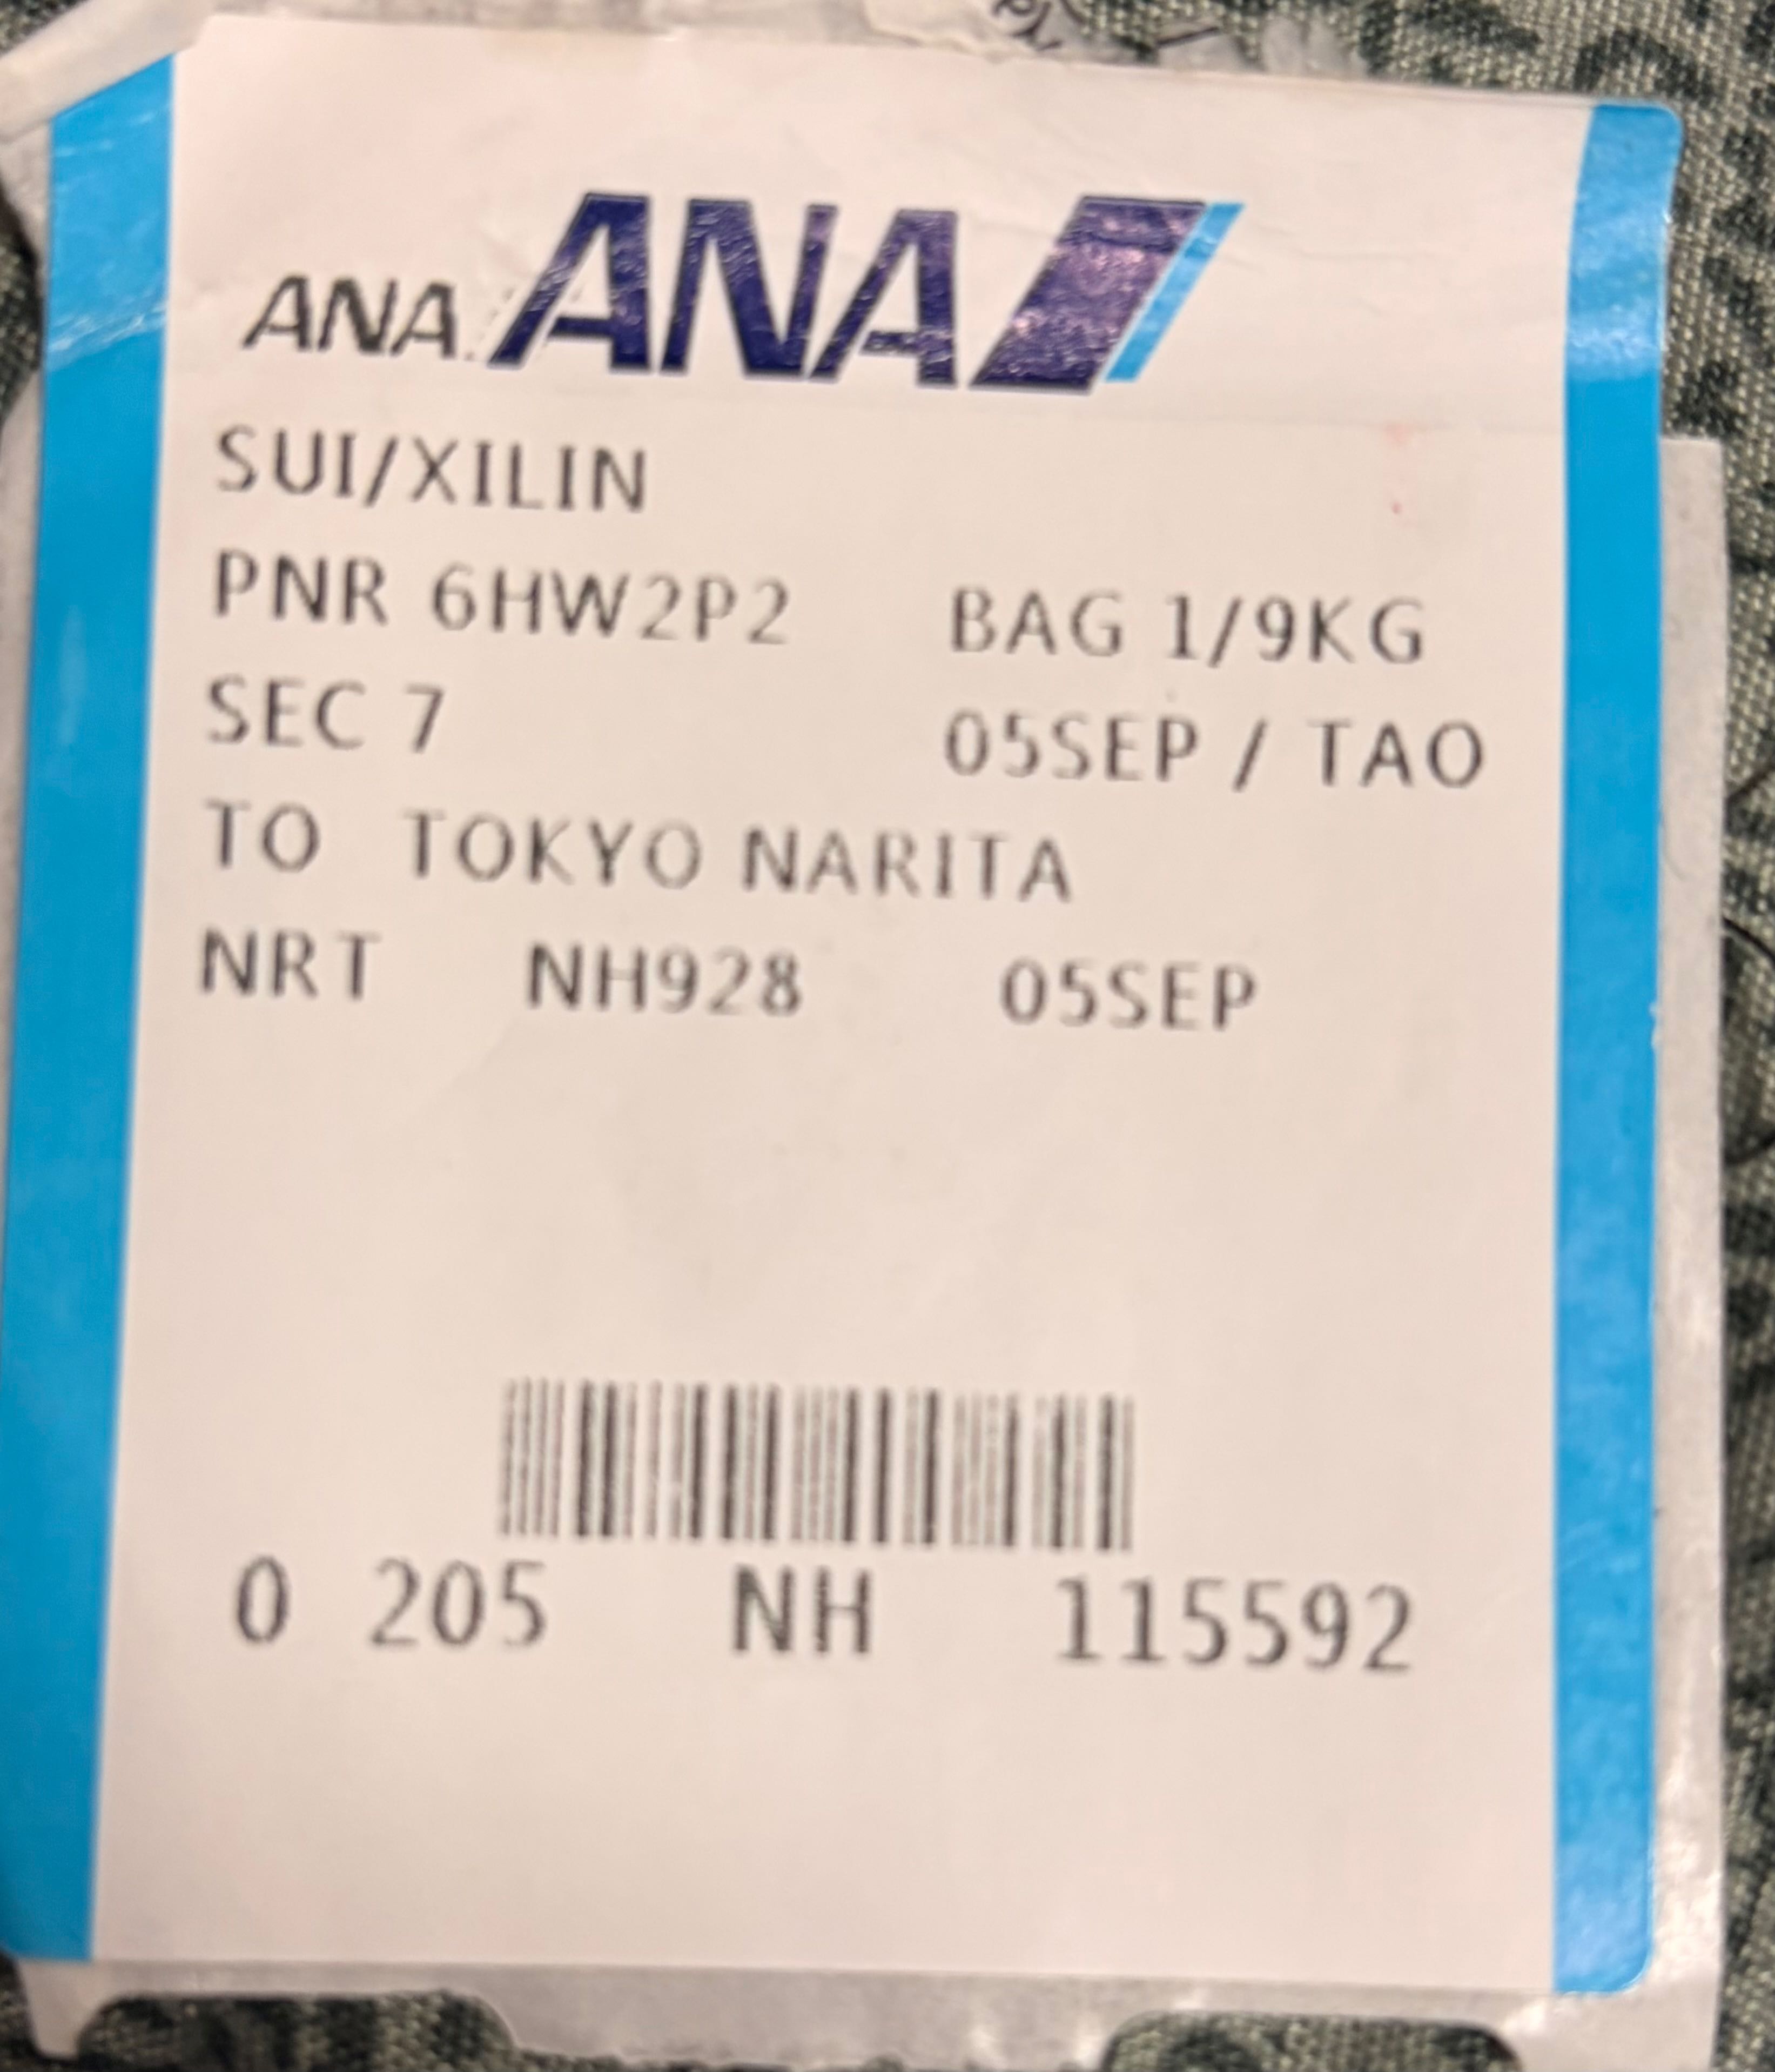 ANA ANA
SUI/XILIN
PNR 6HW2P2 BAG 1/9KG
SEC 7 05SEP / TAO
TO TOKYO NARITA
NRT NH928 05SEP
0 205 NH 115592